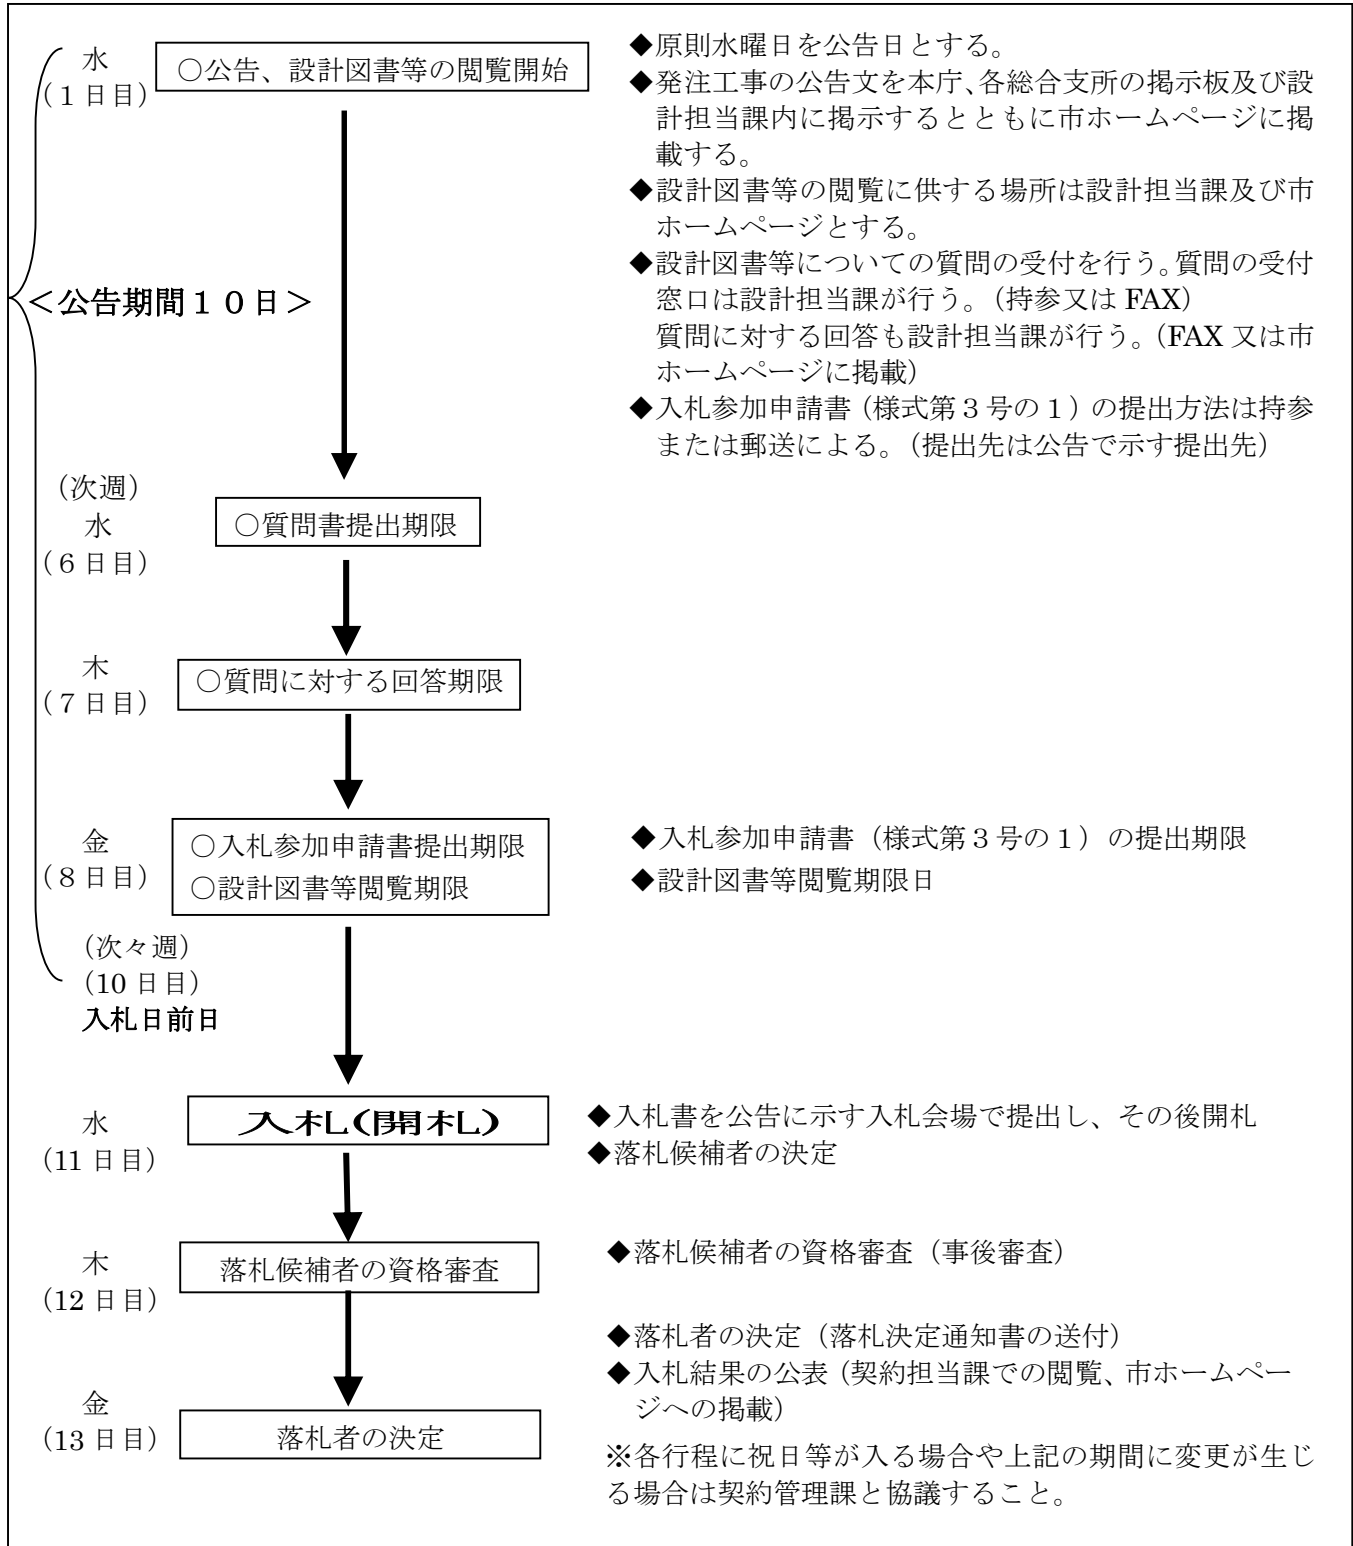 水
（１日目）
○公告、設計図書等の閲覧開始
◆原則水曜日を公告日とする。
◆発注工事の公告文を本庁、各総合支所の掲示板及び設
計担当課内に掲示するとともに市ホームページに掲
載する。
◆設計図書等の閲覧に供する場所は設計担当課及び市
ホームページとする。
◆設計図書等についての質問の受付を行う。質問の受付
窓口は設計担当課が行う。（持参又は FAX）
質問に対する回答も設計担当課が行う。（FAX 又は市
ホームページに掲載）
◆入札参加申請書（様式第３号の１）の提出方法は持参
または郵送による。（提出先は公告で示す提出先）
＜公告期間１０日＞
（次週）
水
（６日目）
○質問書提出期限
木
（７日目）
○質問に対する回答期限
金
（８日目）
○入札参加申請書提出期限
○設計図書等閲覧期限
◆入札参加申請書（様式第３号の１）の提出期限
◆設計図書等閲覧期限日
（次々週）
（10 日目）
入札日前日
水
（11 日目）
入札(開札)
◆入札書を公告に示す入札会場で提出し、その後開札
◆落札候補者の決定
木
（12 日目）
落札候補者の資格審査
◆落札候補者の資格審査（事後審査）
金
（13 日目）
落札者の決定
◆落札者の決定（落札決定通知書の送付）
◆入札結果の公表（契約担当課での閲覧、市ホームペー
ジへの掲載）
※各行程に祝日等が入る場合や上記の期間に変更が生じ
る場合は契約管理課と協議すること。